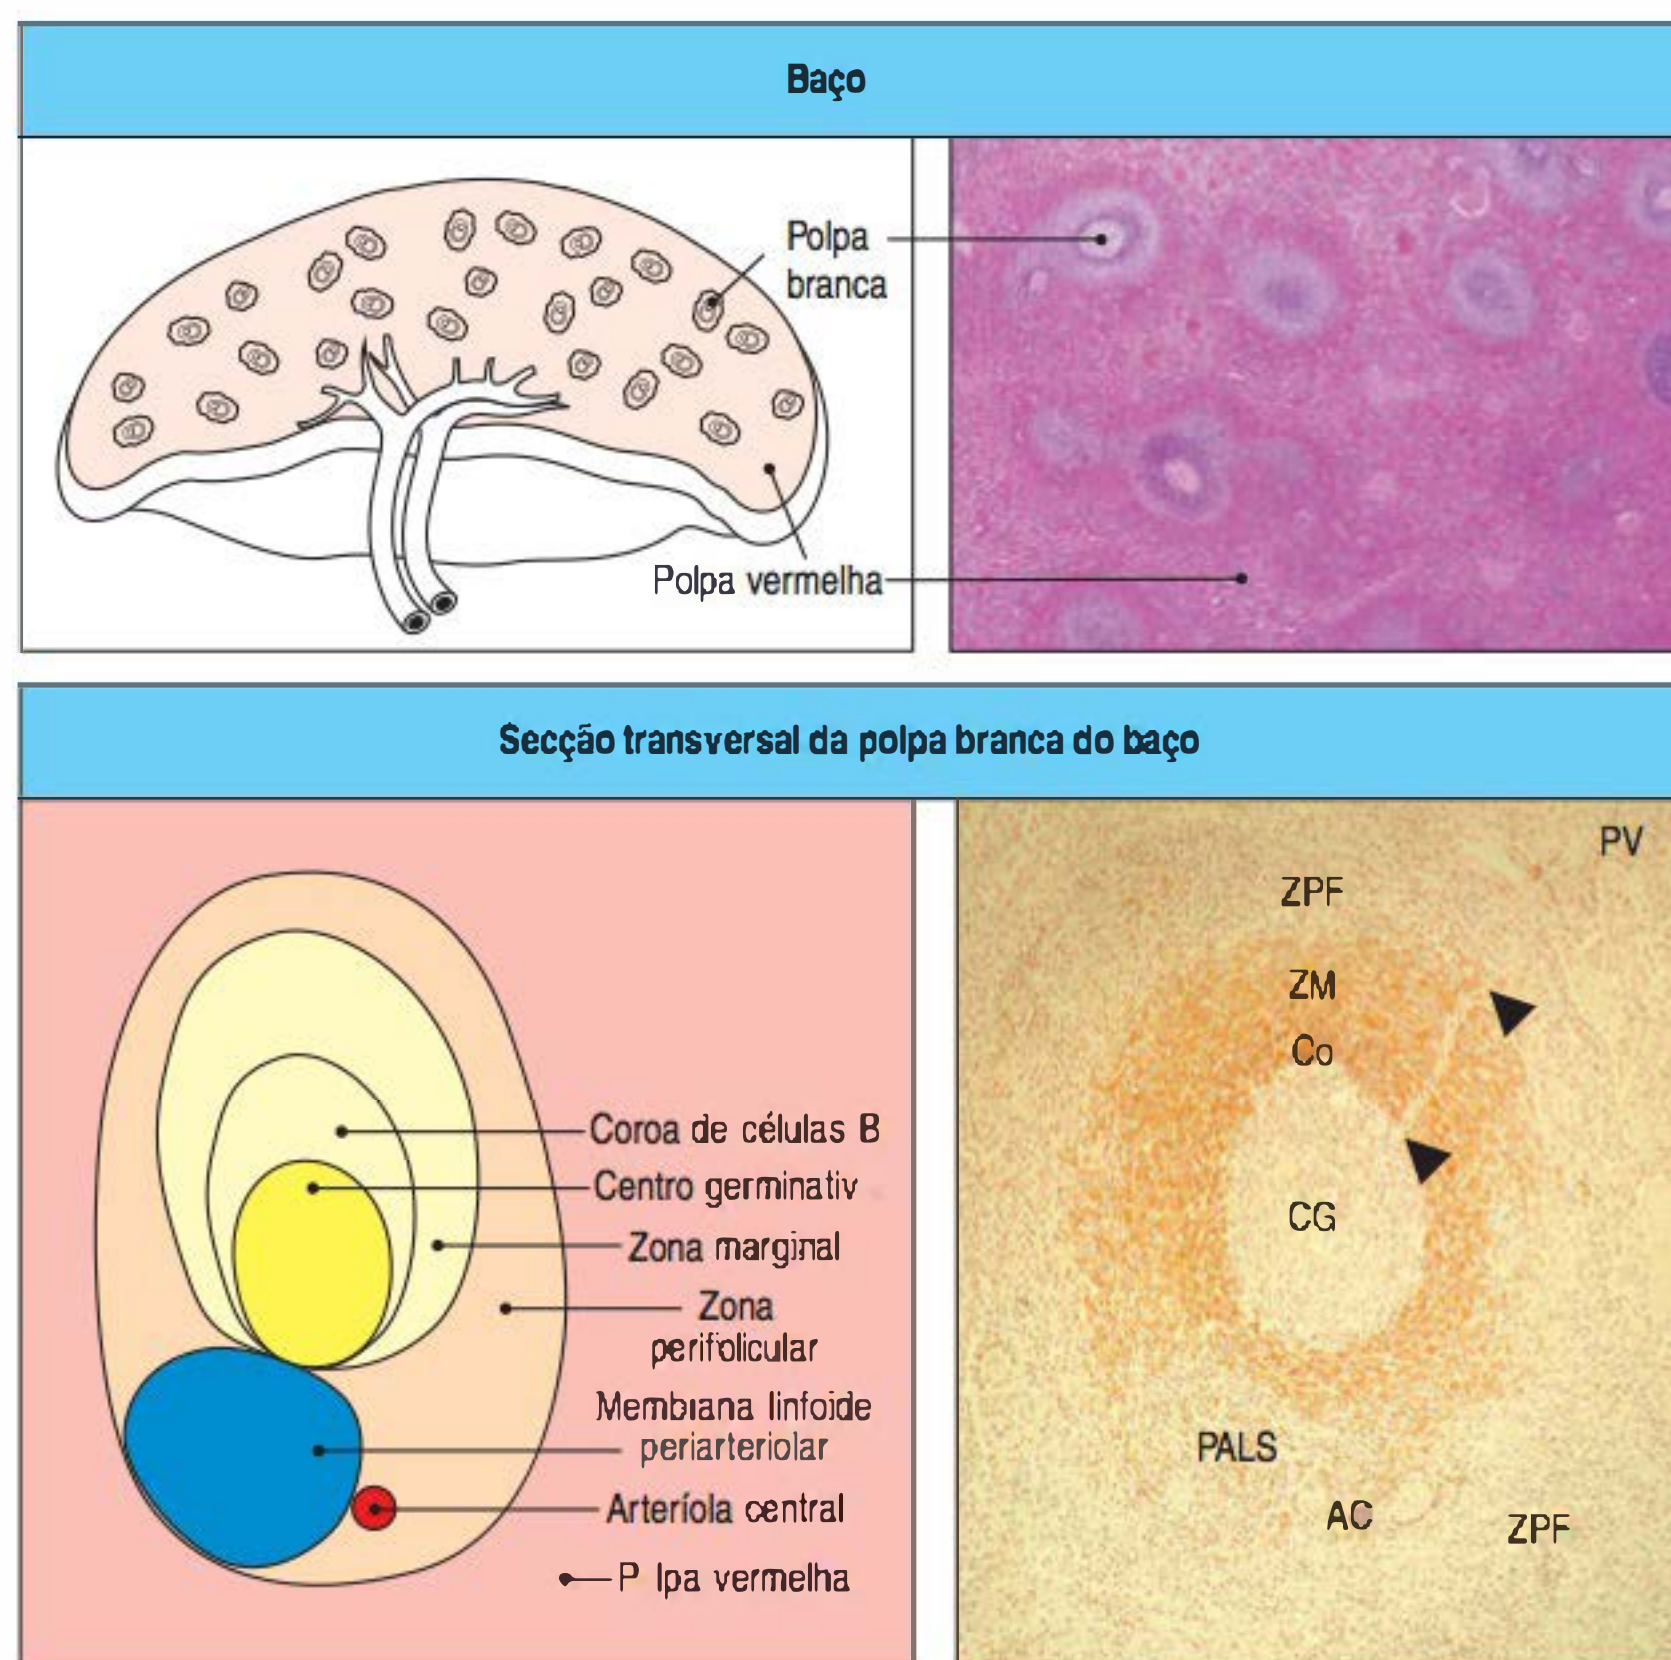 Baço
Polpa
branca
Polpa vermelha
Secção transversal da polpa branca do baço
Coroa de células B
Centro germinativ
Zona marginal
Zona
perifolicular
Membrana linfoide
periarteriolar
Arteríola central
P lpa vermelha
PV
ZPF
ZM
Co
CG
PALS
AC
ZPF